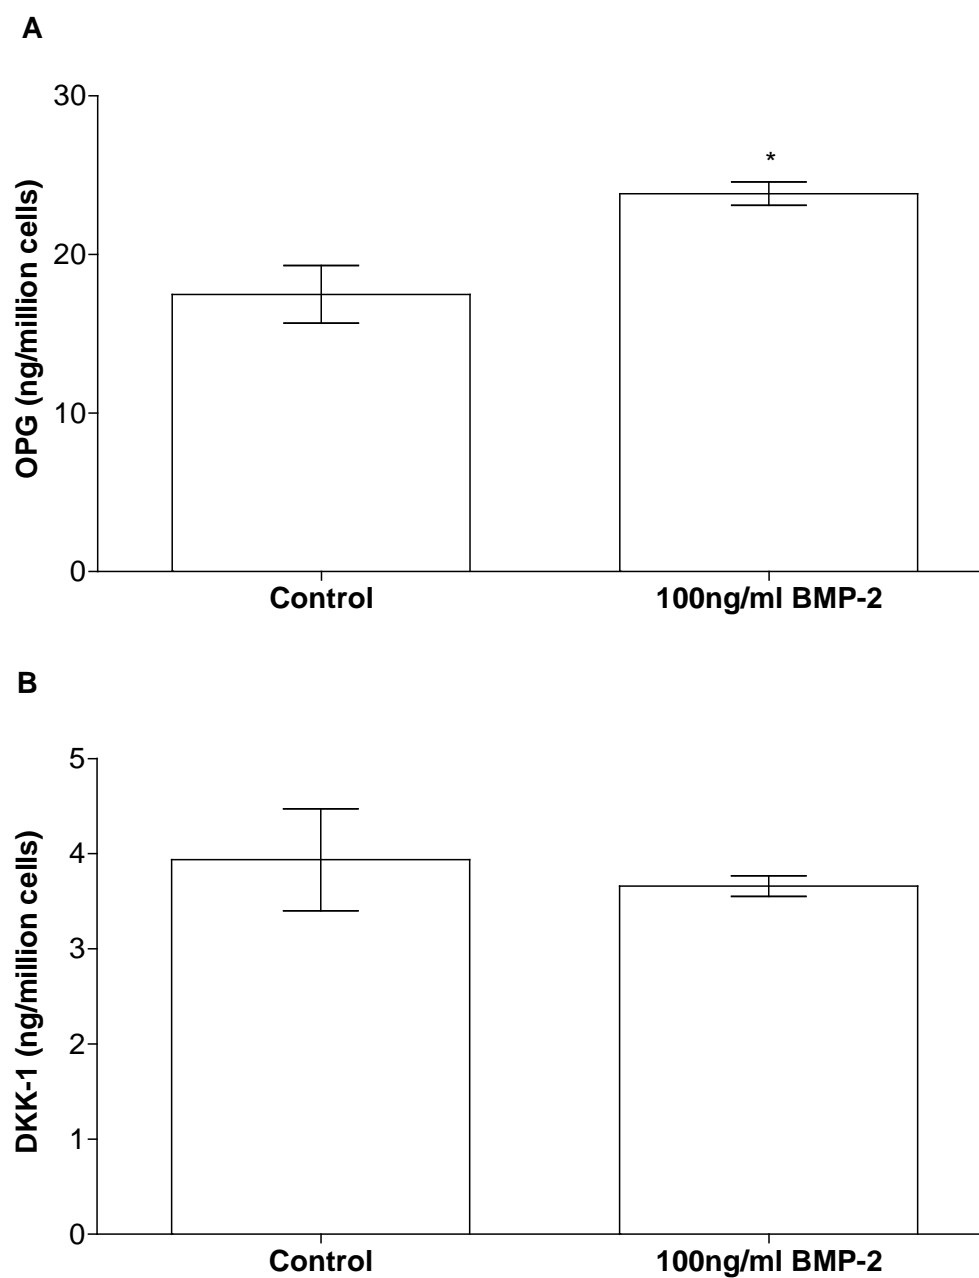 A
OPG (ng/million cells)
30
20
10
0
*
Control
100ng/ml BMP-2
B
DKK-1 (ng/million cells)
5
4
3
2
1
0
Control
100ng/ml BMP-2